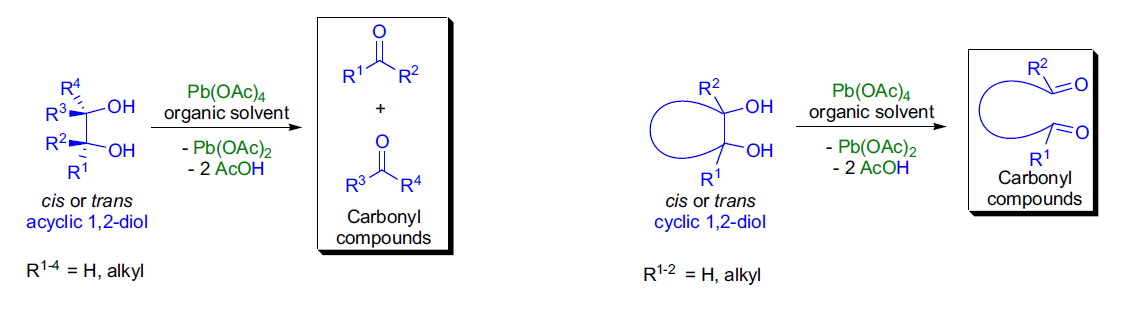 R4
R3
OH
R2
OH
R1
cis or trans
acyclic 1,2-diol
R1-4 = H, alkyl
Pb(OAc)4
organic solvent
- Pb(OAc)2
- 2 AcOH
O
R1
R2
+
O
R3
R4
Carbonyl
compounds
R2
OH
OH
R1
cis or trans
cyclic 1,2-diol
R1-2 = H, alkyl
Pb(OAc)4
organic solvent
- Pb(OAc)2
- 2 AcOH
R2
O
O
R1
Carbonyl
compounds